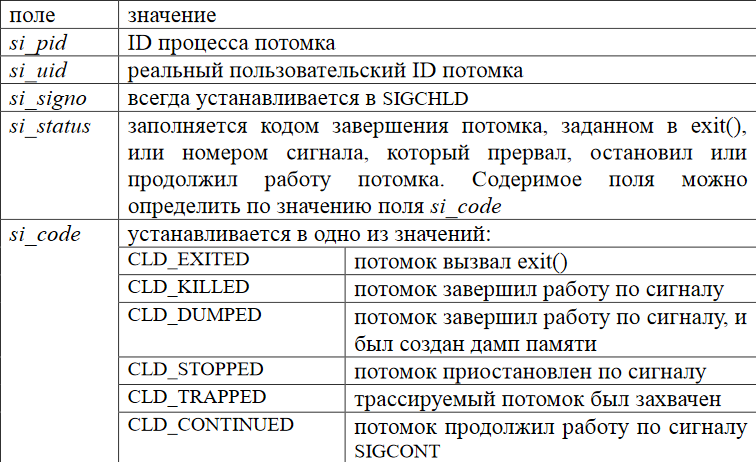 поле значение
si_pid ID процесса потомка
si_uid реальный пользовательский ID потомка
si_signo всегда устанавливается в SIGCHLD
si_status заполняется кодом завершения потомка, заданном в exit(),
или номером сигнала, который прервал, остановил или
продолжил работу потомка. Содеримое поля можно
определить по значению поля si_code
si_code устанавливается в одно из значений:
CLD_EXITED потомок вызвал exit()
CLD_KILLED потомок завершил работу по сигналу
CLD_DUMPED потомок завершил работу по сигналу, и
был создан дамп памяти
CLD_STOPPED потомок приостановлен по сигналу
CLD_TRAPPED трассируемый потомок был захвачен
CLD_CONTINUED потомок продолжил работу по сигналу
SIGCONT